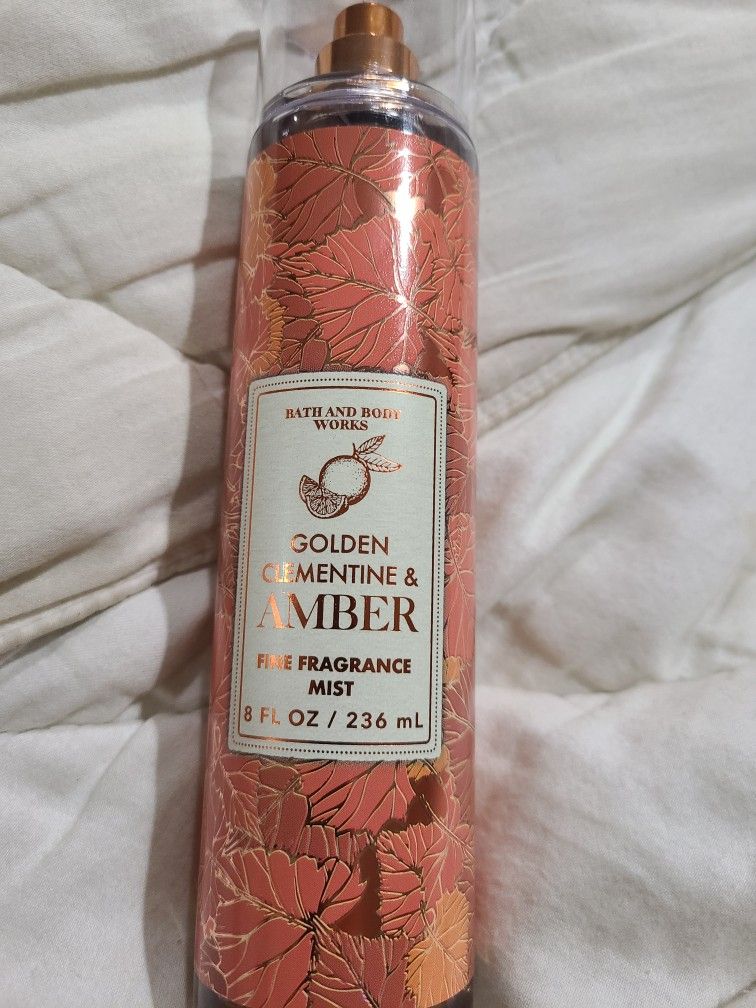 BATH AND BODY
WORKS
GOLDEN
CLEMENTINE &
AMBER
FINE FRAGRANCE
MIST
8 FL OZ / 236 mL